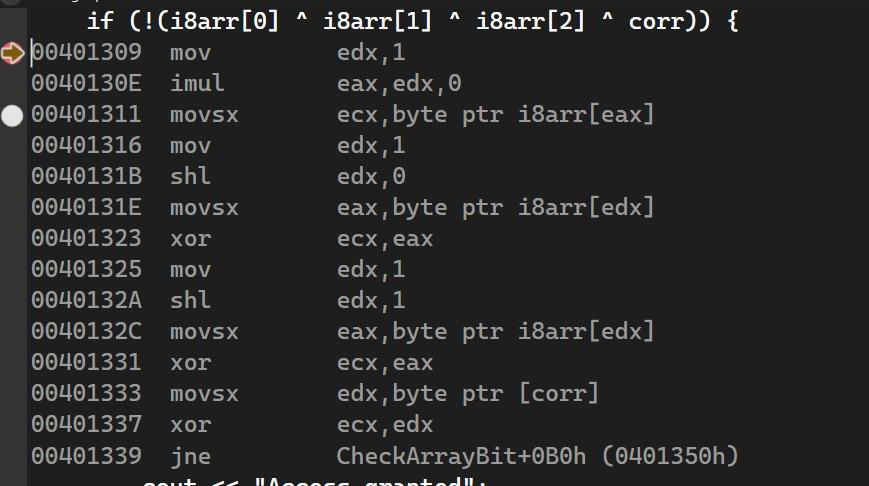 if (!(i8arr[0] ^ i8arr[1] ^ i8arr[2] ^ corr)) {
00401309 mov edx,1
0040130E imul eax,edx,0
00401311 movsx ecx,byte ptr i8arr[eax]
00401316 mov edx,1
0040131B shl edx,0
0040131E movsx eax,byte ptr i8arr[edx]
00401323 xor ecx,eax
00401325 mov edx,1
0040132A shl edx,1
0040132C movsx eax,byte ptr i8arr[edx]
00401331 xor ecx,eax
00401333 movsx edx,byte ptr [corr]
00401337 xor ecx,edx
00401339 jne CheckArrayBit+0B0h (0401350h)
cout << "Access granted";